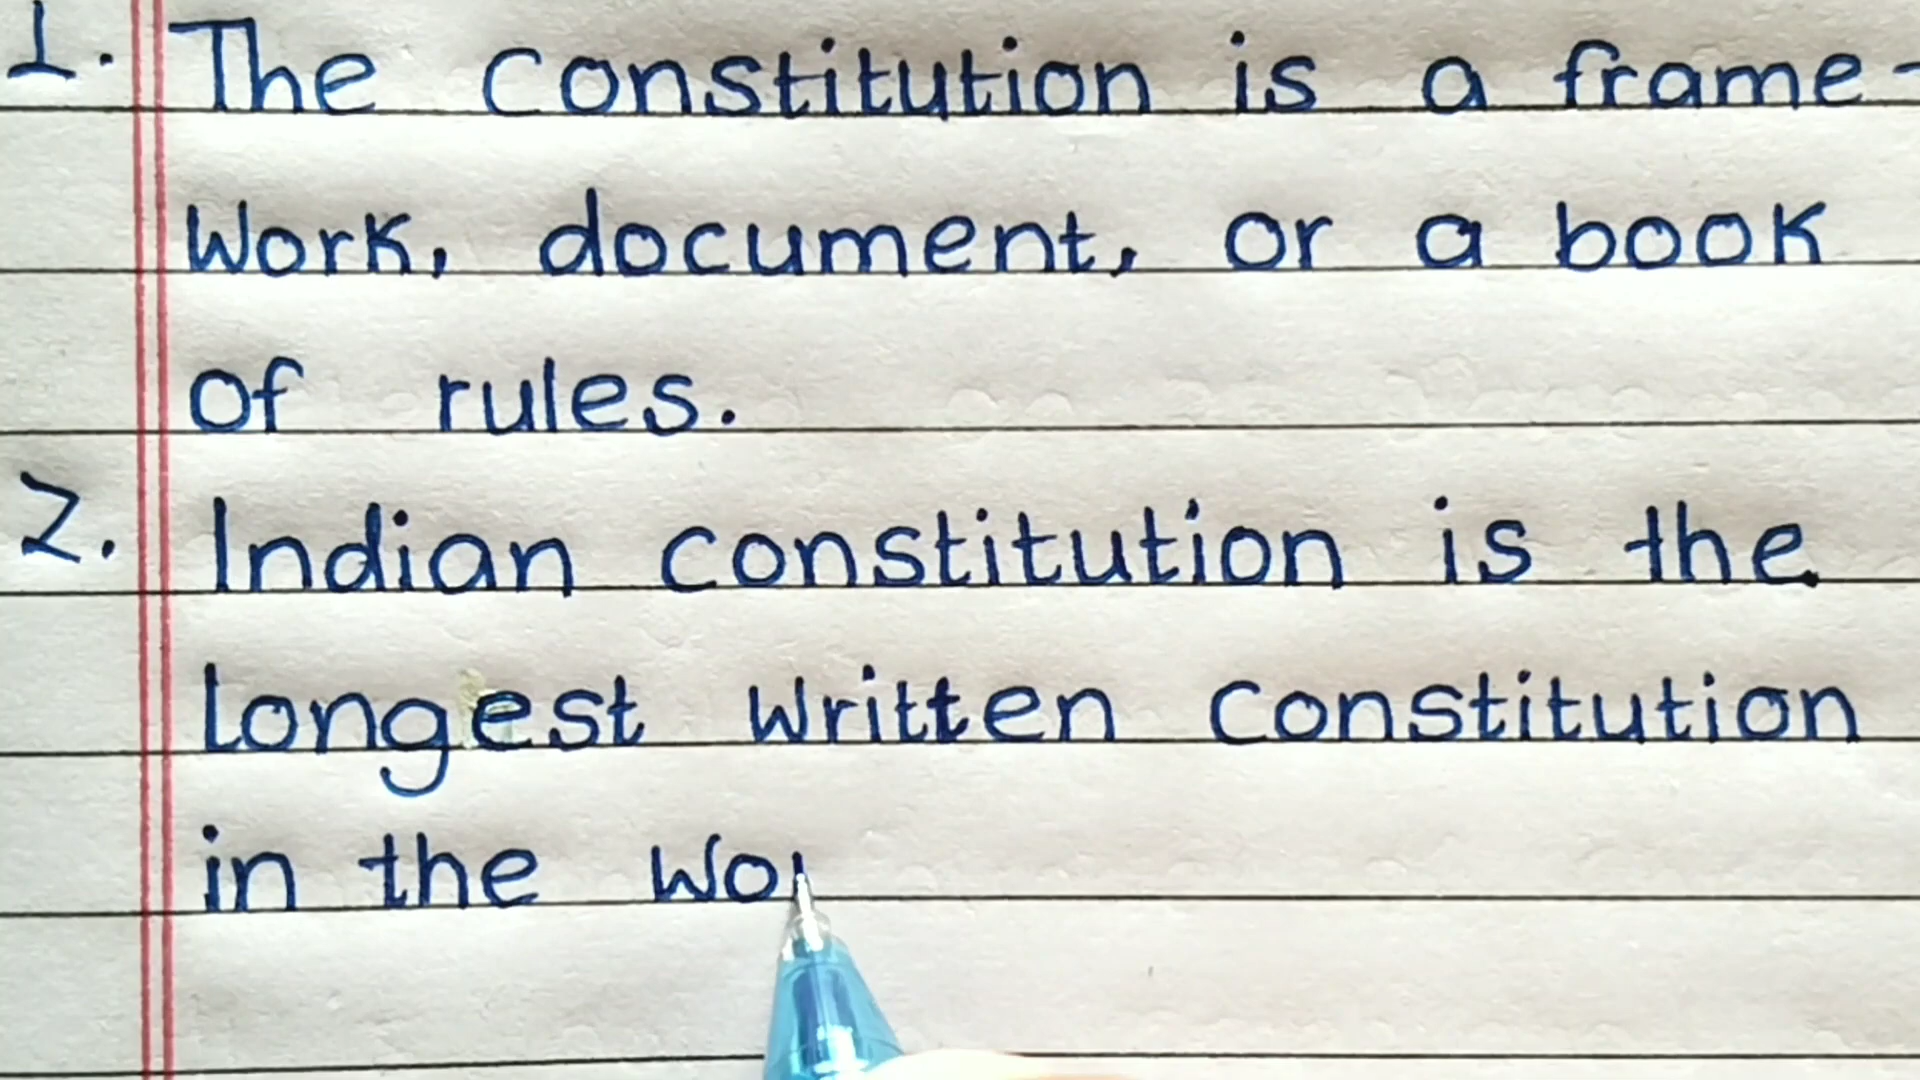 1. The Constitution is a frame-
work, document, or a book
of rules.
2. Indian constitution is the
longest written constitution
in the